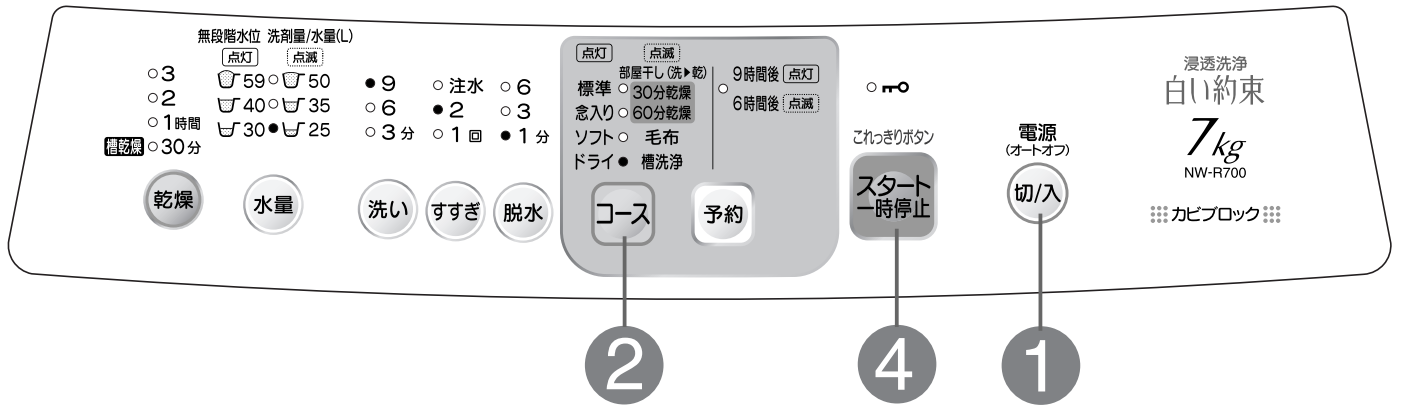 無段階水位 洗剤量/水量(L)
点灯 点滅
3
2
1時間
槽乾燥 30分
59 50
40 35
30 25
9
6
3分
注水
2
1回
6
3
1分
点灯 点滅
部屋干し(洗▶乾)
標準 30分乾燥
念入り 60分乾燥
ソフト 毛布
ドライ 槽洗浄
9時間後 点灯
6時間後 点滅
これっきりボタン
電源
(オートオフ)
浸透洗浄
白い約束
7kg
NW-R700
カビブロック
乾燥
水量
洗い
すすぎ
脱水
コース
予約
スタート
一時停止
切/入
2
4
1